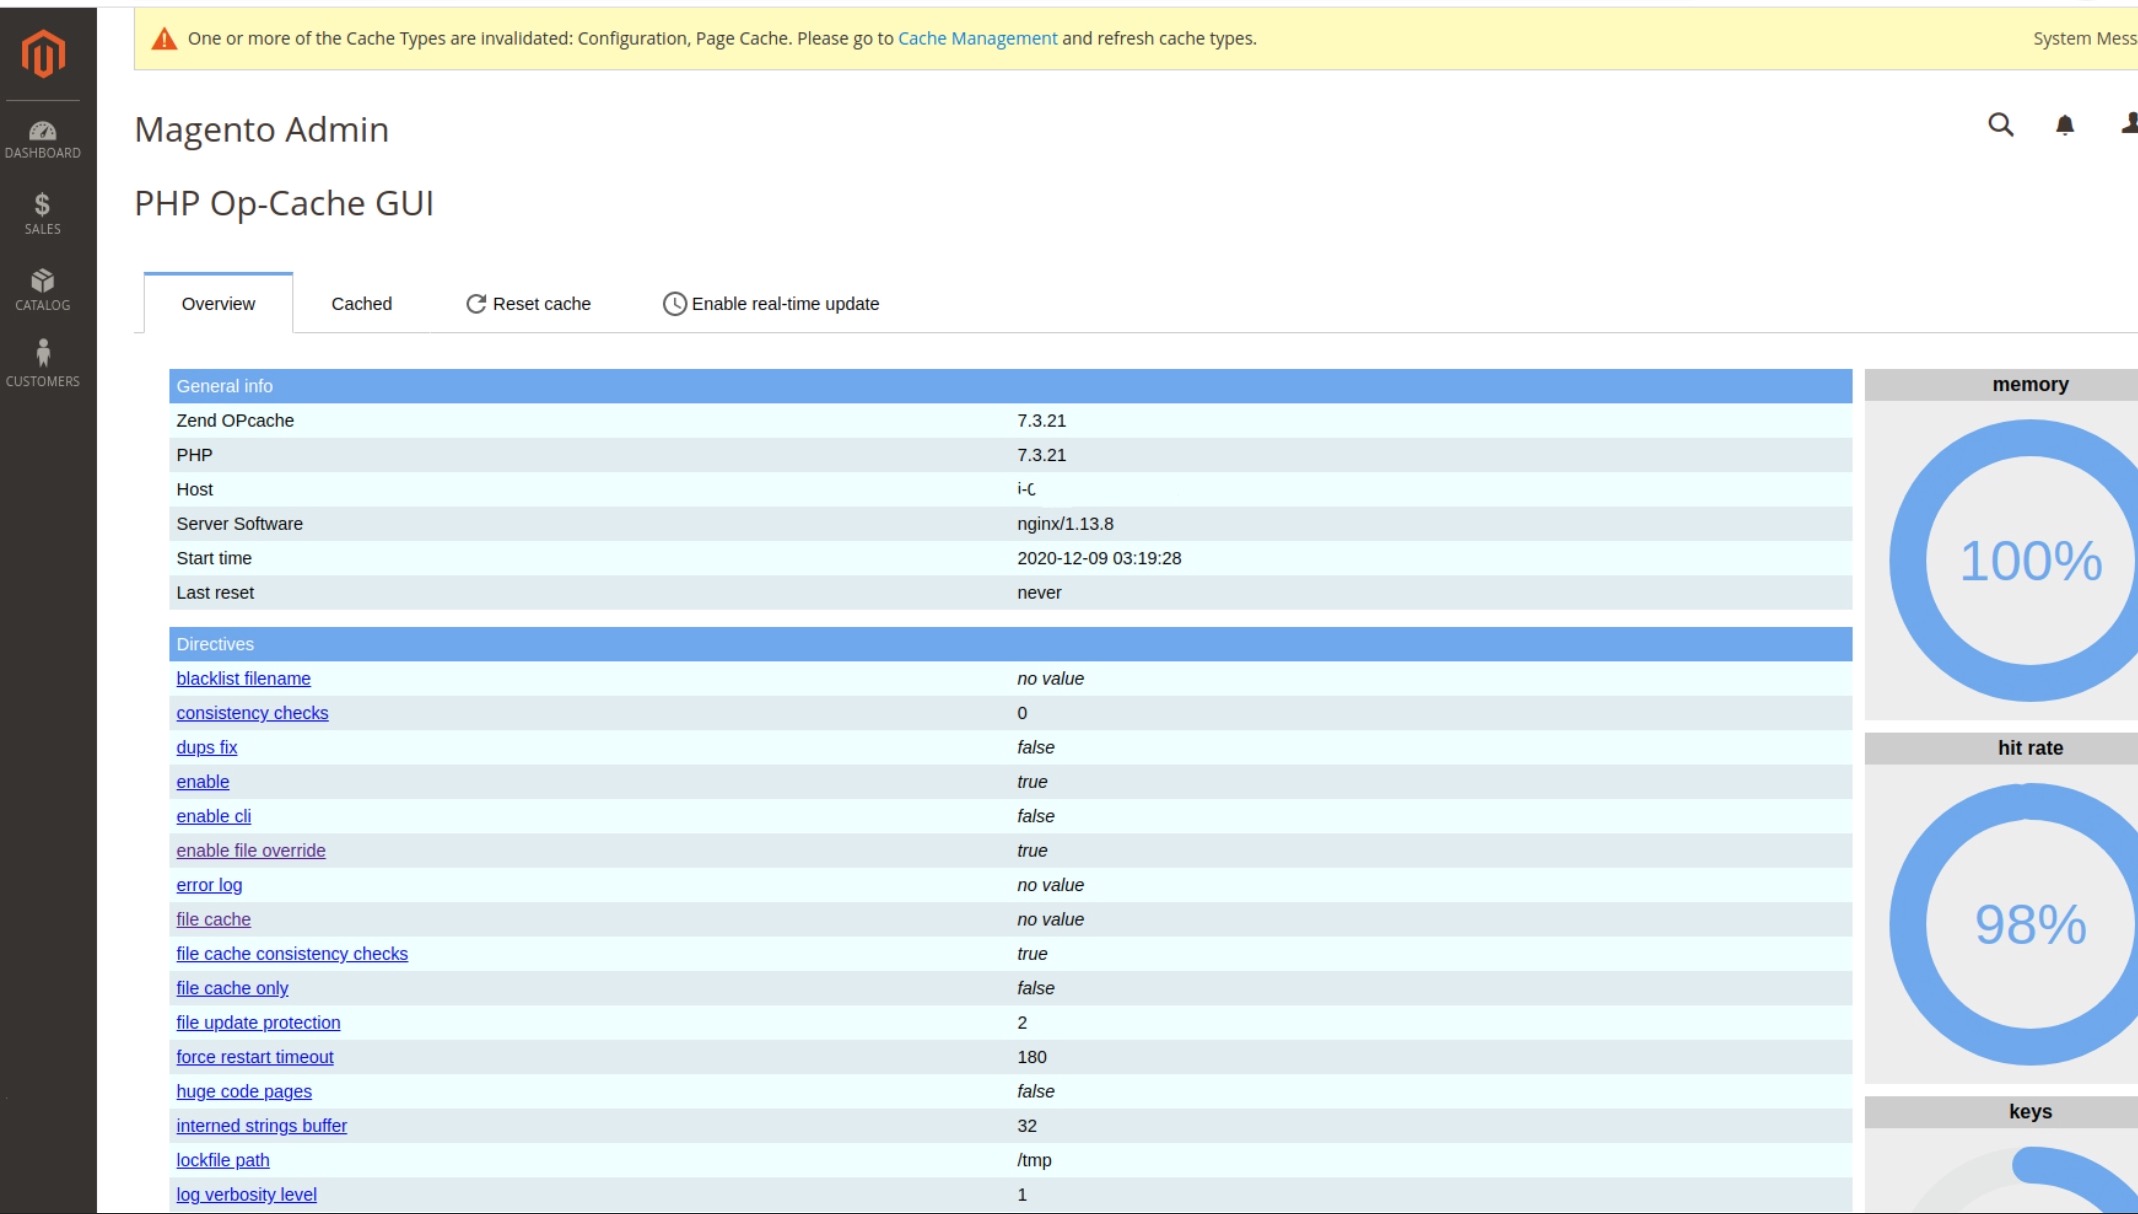 One or more of the Cache Types are invalidated: Configuration, Page Cache. Please go to Cache Management and refresh cache types.
System Mess
Magento Admin
PHP Op-Cache GUI
DASHBOARD
SALES
CATALOG
CUSTOMERS
Overview
Cached
Reset cache
Enable real-time update
General info
Zend OPcache 7.3.21
PHP 7.3.21
Host i-0
Server Software nginx/1.13.8
Start time 2020-12-09 03:19:28
Last reset never
Directives
blacklist filename no value
consistency checks 0
dups fix false
enable true
enable cli false
enable file override true
error log no value
file cache no value
file cache consistency checks true
file cache only false
file update protection 2
force restart timeout 180
huge code pages false
interned strings buffer 32
lockfile path /tmp
log verbosity level 1
memory
100%
hit rate
98%
keys